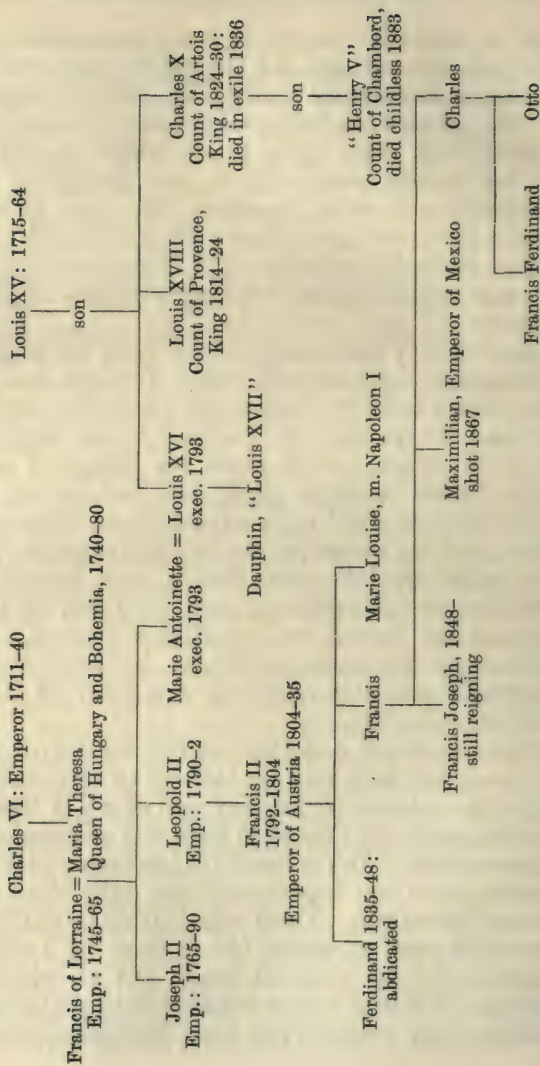 Charles VI: Emperor 1711–40
Louis XV: 1715–64
Francis of Lorraine = Maria Theresa
Emp.: 1745–65 Queen of Hungary and Bohemia, 1740–80
son
Joseph II
Emp.: 1765–90
Leopold II
Emp.: 1790–2
Marie Antoinette = Louis XVI
exec. 1793
exec. 1793
Louis XVIII
Count of Provence,
King 1814–24
Charles X
Count of Artois
King 1824–30:
died in exile 1836
Francis II
1792–1804
Emperor of Austria 1804–35
Dauphin, “Louis XVII”
son
“Henry V”
Count of Chambord,
died childless 1883
Ferdinand 1835–48:
abdicated
Francis
Marie Louise, m. Napoleon I
Francis Joseph, 1848–
still reigning
Maximilian, Emperor of Mexico
shot 1867
Charles
Francis Ferdinand
Otto